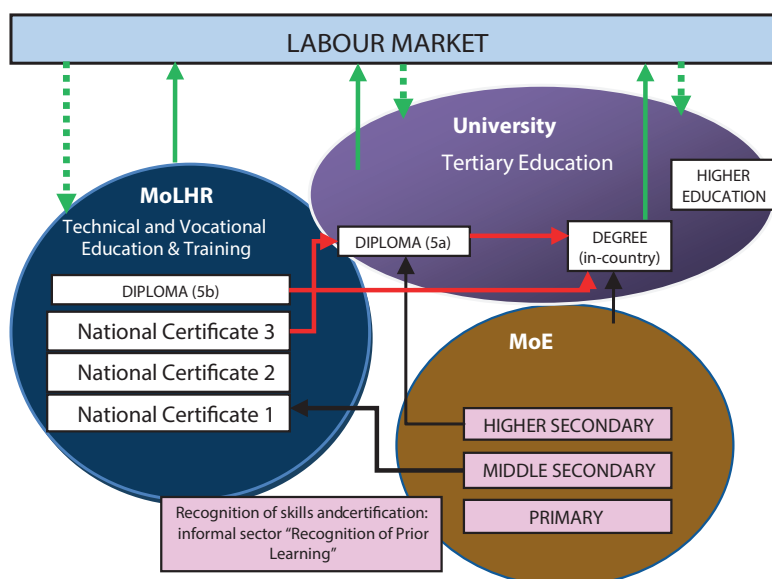 LABOUR MARKET
University
Tertiary Education
HIGHER
EDUCATION
MoLHR
Technical and Vocational
Education & Training
DIPLOMA (5a)
DEGREE
(in-country)
DIPLOMA (5b)
National Certificate 3
National Certificate 2
National Certificate 1
MoE
HIGHER SECONDARY
MIDDLE SECONDARY
PRIMARY
Recognition of skills andcertification:
informal sector “Recognition of Prior
Learning”